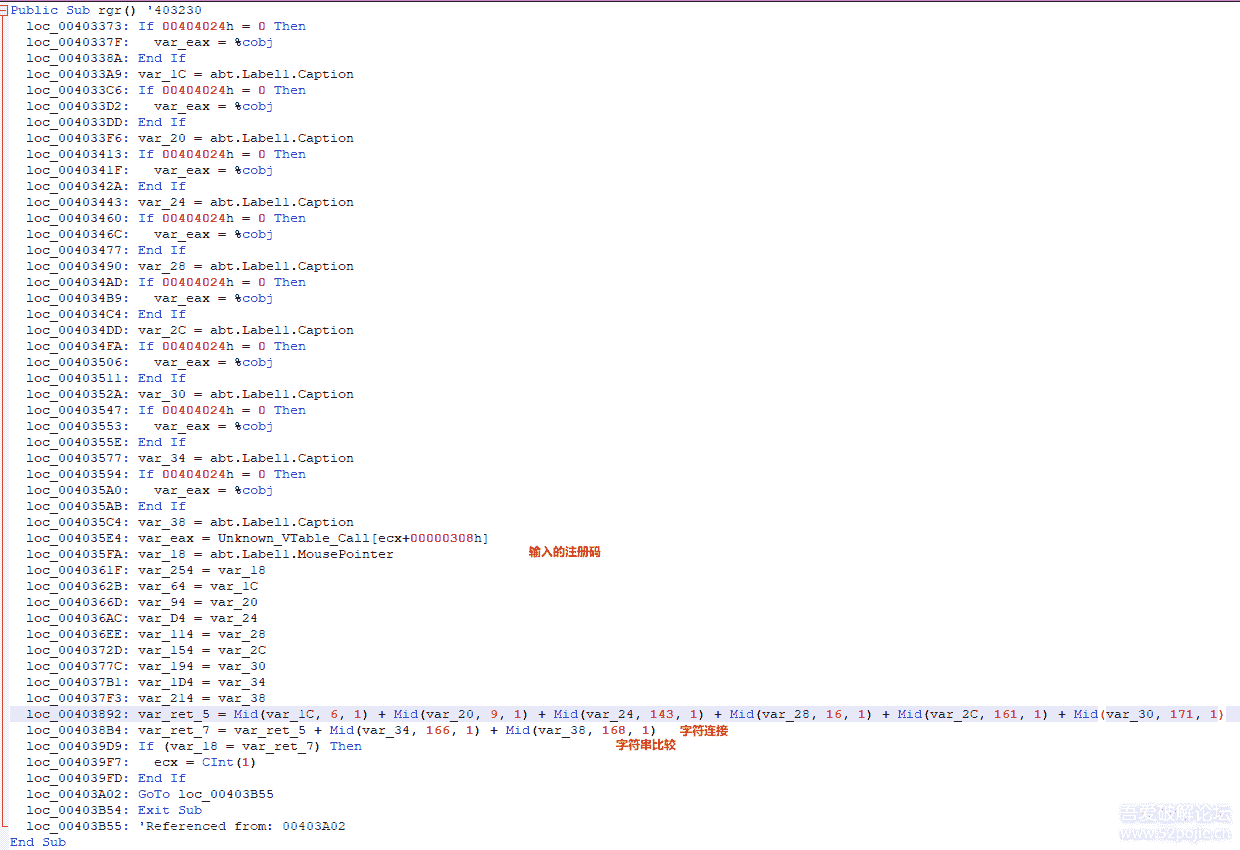 Public Sub rgr() '403230
loc_00403373: If 00404024h = 0 Then
loc_0040337F: var_eax = %cobj
loc_0040338A: End If
loc_004033A9: var_1C = abt.Label1.Caption
loc_004033C6: If 00404024h = 0 Then
loc_004033D2: var_eax = %cobj
loc_004033DD: End If
loc_004033F6: var_20 = abt.Label1.Caption
loc_00403413: If 00404024h = 0 Then
loc_0040341F: var_eax = %cobj
loc_0040342A: End If
loc_00403443: var_24 = abt.Label1.Caption
loc_00403460: If 00404024h = 0 Then
loc_0040346C: var_eax = %cobj
loc_00403477: End If
loc_00403490: var_28 = abt.Label1.Caption
loc_004034AD: If 00404024h = 0 Then
loc_004034B9: var_eax = %cobj
loc_004034C4: End If
loc_004034DD: var_2C = abt.Label1.Caption
loc_004034FA: If 00404024h = 0 Then
loc_00403506: var_eax = %cobj
loc_00403511: End If
loc_0040352A: var_30 = abt.Label1.Caption
loc_00403547: If 00404024h = 0 Then
loc_00403553: var_eax = %cobj
loc_0040355E: End If
loc_00403577: var_34 = abt.Label1.Caption
loc_00403594: If 00404024h = 0 Then
loc_004035A0: var_eax = %cobj
loc_004035AB: End If
loc_004035C4: var_38 = abt.Label1.Caption
loc_004035E4: var_eax = Unknown_VTable_Call[ecx+00000308h]
loc_004035FA: var_18 = abt.Label1.MousePointer 输入的注册码
loc_0040361F: var_254 = var_18
loc_0040362B: var_64 = var_1C
loc_0040366D: var_94 = var_20
loc_004036AC: var_D4 = var_24
loc_004036EE: var_114 = var_28
loc_0040372D: var_154 = var_2C
loc_0040377C: var_194 = var_30
loc_004037B1: var_1D4 = var_34
loc_004037F3: var_214 = var_38
loc_00403892: var_ret_5 = Mid(var_1C, 6, 1) + Mid(var_20, 9, 1) + Mid(var_24, 143, 1) + Mid(var_28, 16, 1) + Mid(var_2C, 161, 1) + Mid(var_30, 171, 1)
loc_004038B4: var_ret_7 = var_ret_5 + Mid(var_34, 166, 1) + Mid(var_38, 168, 1) 字符连接
loc_004039D9: If (var_18 = var_ret_7) Then 字符串比较
loc_004039F7: ecx = CInt(1)
loc_004039FD: End If
loc_00403A02: GoTo loc_00403B55
loc_00403B54: Exit Sub
loc_00403B55: 'Referenced from: 00403A02
End Sub
吾爱破解论坛
www.52pojie.cn